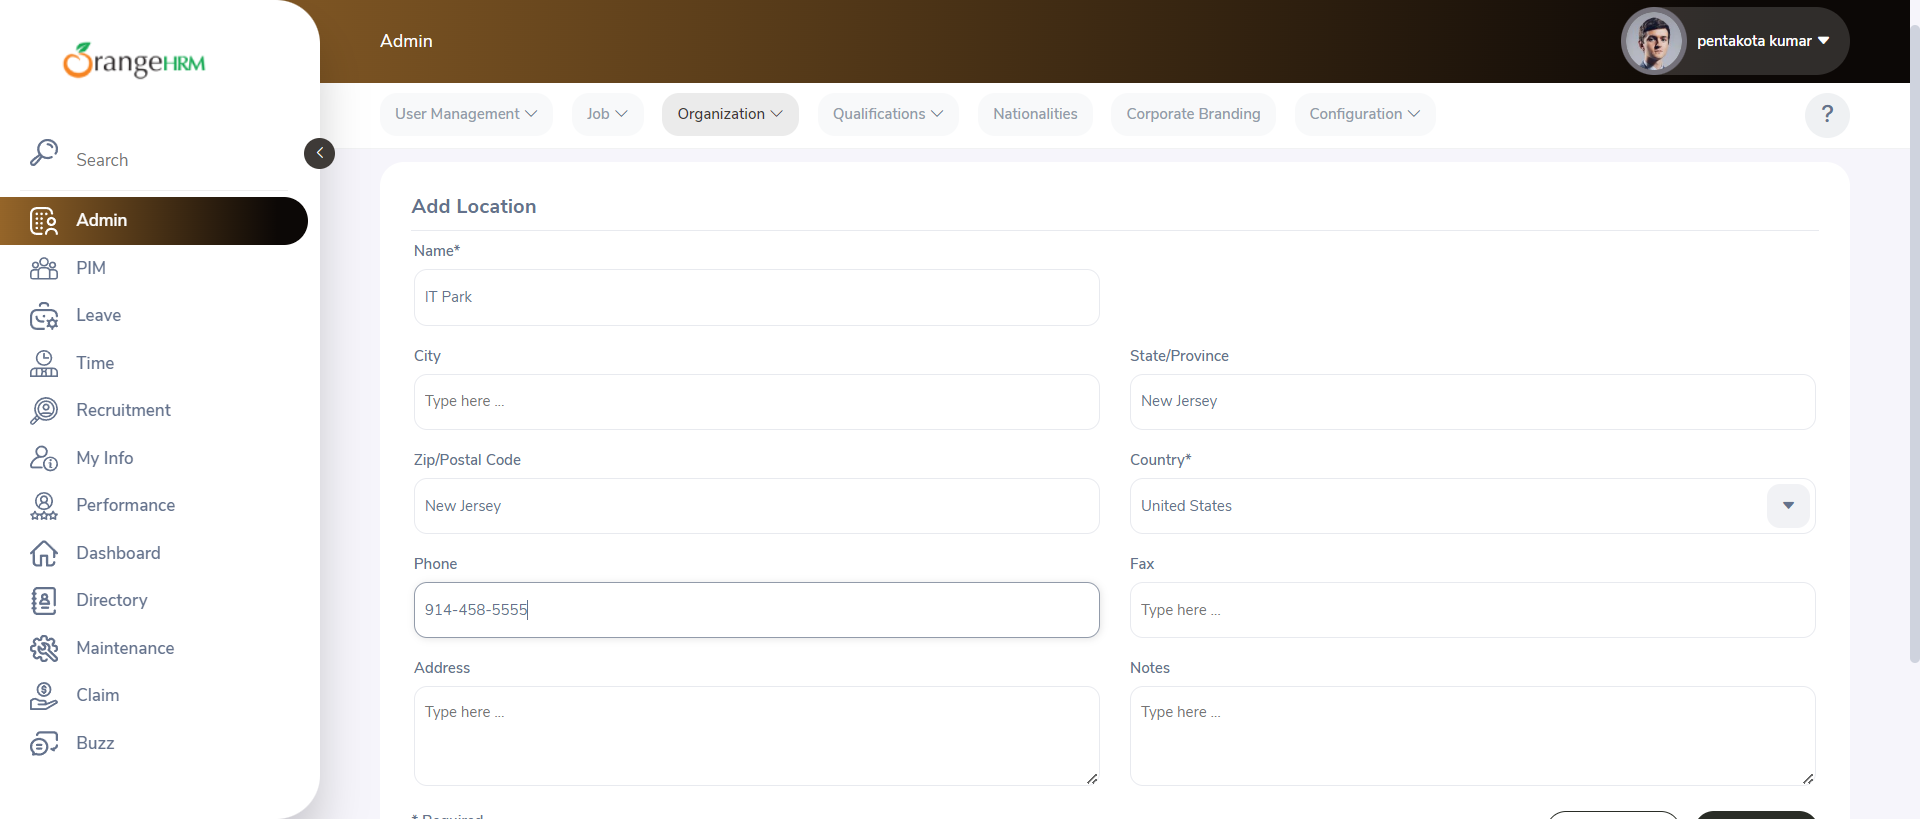 OrangeHRM
Admin
pentakota kumar
User Management
Job
Organization
Qualifications
Nationalities
Corporate Branding
Configuration
?
Search
Admin
PIM
Leave
Time
Recruitment
My Info
Performance
Dashboard
Directory
Maintenance
Claim
Buzz
Add Location
Name*
IT Park
City
State/Province
Type here ...
New Jersey
Zip/Postal Code
Country*
New Jersey
United States
Phone
Fax
914-458-5555
Type here ...
Address
Notes
Type here ...
Type here ...
* Required